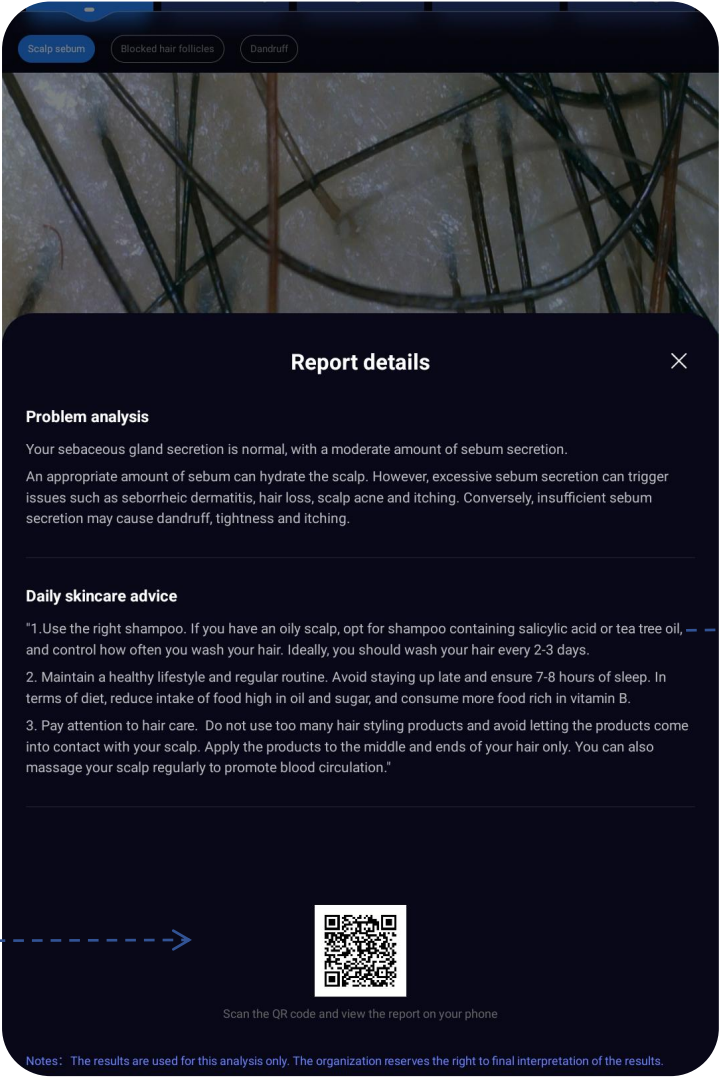 Scalp sebum
Blocked hair follicles
Dandruff
Report details
Problem analysis
Your sebaceous gland secretion is normal, with a moderate amount of sebum secretion.
An appropriate amount of sebum can hydrate the scalp. However, excessive sebum secretion can trigger
issues such as seborrheic dermatitis, hair loss, scalp acne and itching. Conversely, insufficient sebum
secretion may cause dandruff, tightness and itching.
Daily skincare advice
"1.Use the right shampoo. If you have an oily scalp, opt for shampoo containing salicylic acid or tea tree oil,
and control how often you wash your hair. Ideally, you should wash your hair every 2-3 days.
2. Maintain a healthy lifestyle and regular routine. Avoid staying up late and ensure 7-8 hours of sleep. In
terms of diet, reduce intake of food high in oil and sugar, and consume more food rich in vitamin B.
3. Pay attention to hair care.  Do not use too many hair styling products and avoid letting the products come
into contact with your scalp. Apply the products to the middle and ends of your hair only. You can also
massage your scalp regularly to promote blood circulation."
Scan the QR code and view the report on your phone
Notes： The results are used for this analysis only. The organization reserves the right to final interpretation of the results.